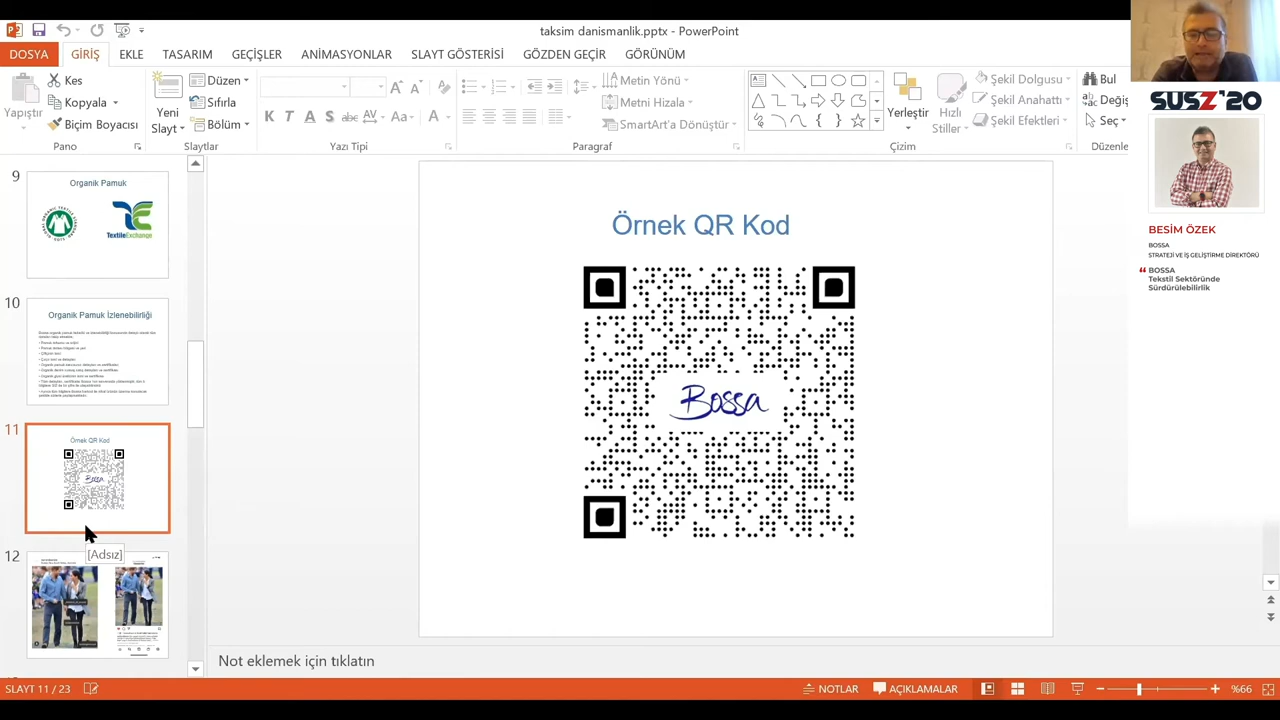 taksim danismanlik.pptx - PowerPoint
DOSYA GİRİŞ EKLE TASARIM GEÇİŞLER ANİMASYONLAR SLAYT GÖSTERİSİ GÖZDEN GEÇİR GÖRÜNÜM
Yapıştır
Kes
Kopyala
Biçim Boyacısı
Pano
Yeni
Slayt
Düzen
Sıfırla
Bölüm
Slaytlar
K T A S abc AV Aa A
Yazı Tipi
Metin Yönü
Metni Hizala
SmartArt'a Dönüştür
Paragraf
Yerleştir
Hızlı
Stiller
Şekil Dolgusu
Şekil Anahattı
Şekil Efektleri
Çizim
Bul
Değiş
Seç
Düzenle
SUSZ'20
BESİM ÖZEK
BOSSA
STRATEJİ VE İŞ GELİŞTİRME DİREKTÖRÜ
BOSSA
Tekstil Sektöründe
Sürdürülebilirlik
9
Organik Pamuk
TextileExchange
10
Organik Pamuk İzlenebilirliği
11
Örnek QR Kod
Bossa
[Adsız]
12
Örnek QR Kod
Bossa
Not eklemek için tıklatın
SLAYT 11 / 23
NOTLAR AÇIKLAMALAR %66